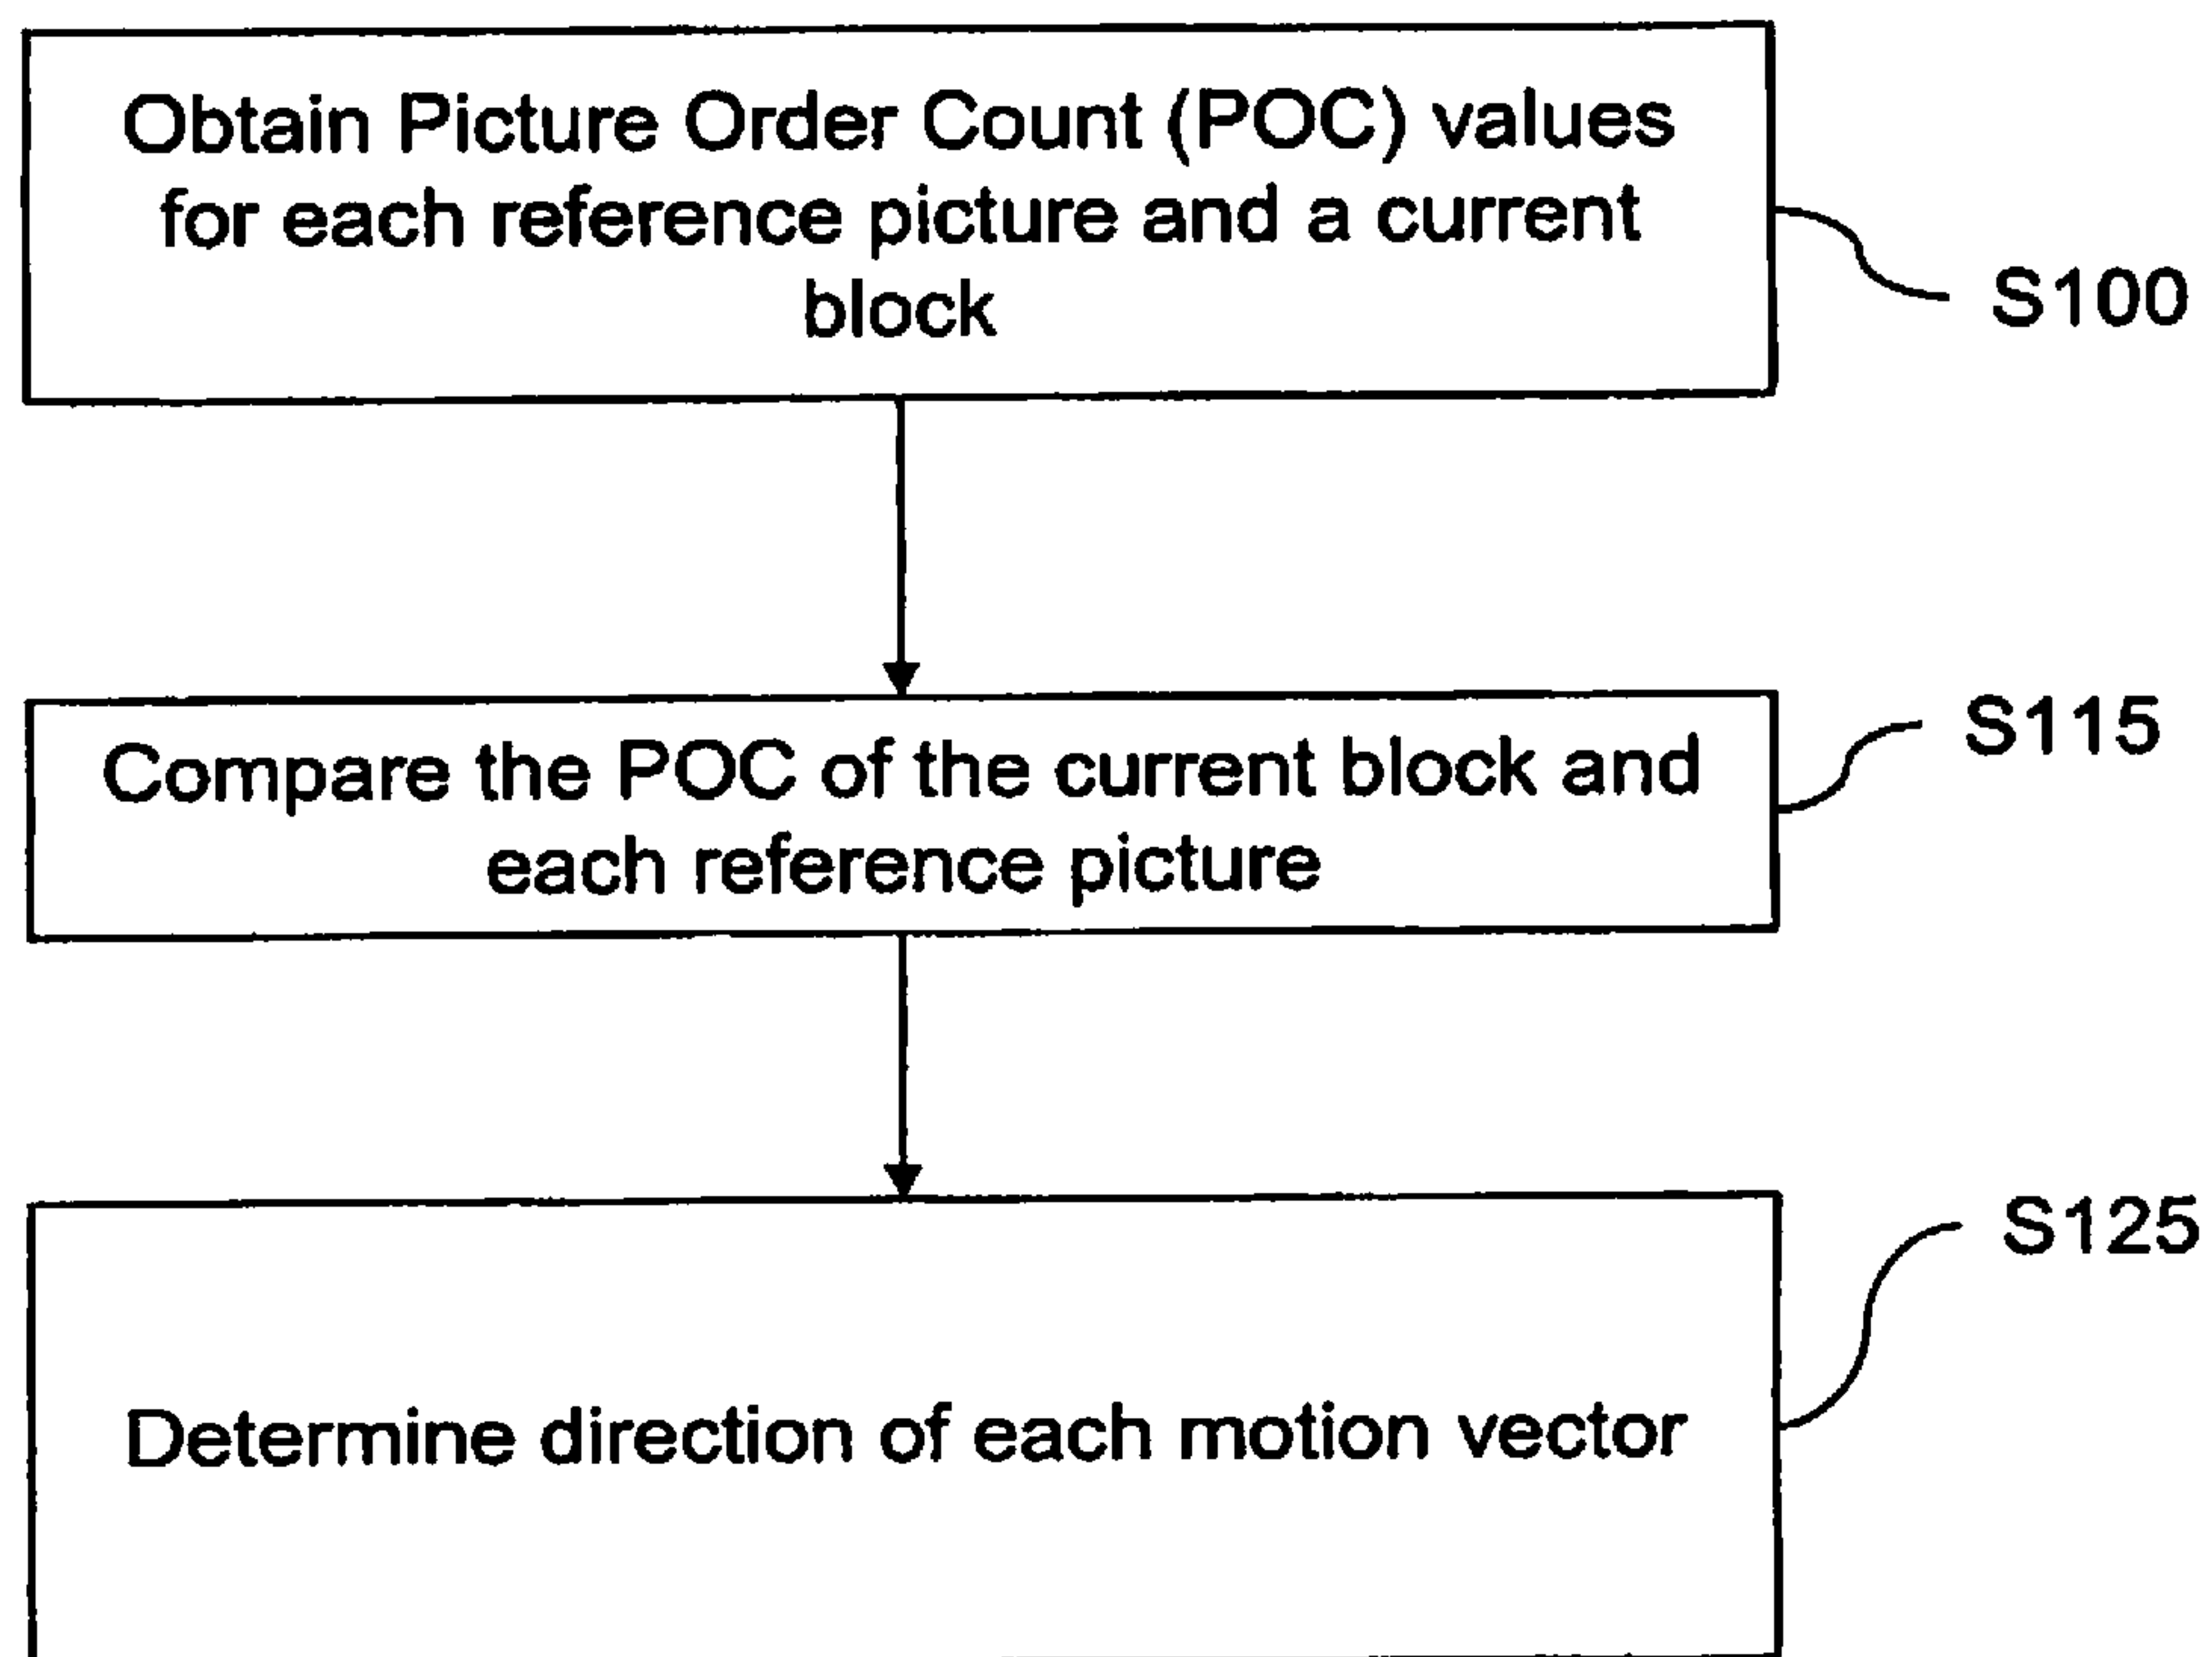 Obtain Picture Order Count (POC) values
for each reference picture and a current
block
S100
Compare the POC of the current block and
each reference picture
S115
Determine direction of each motion vector
S125